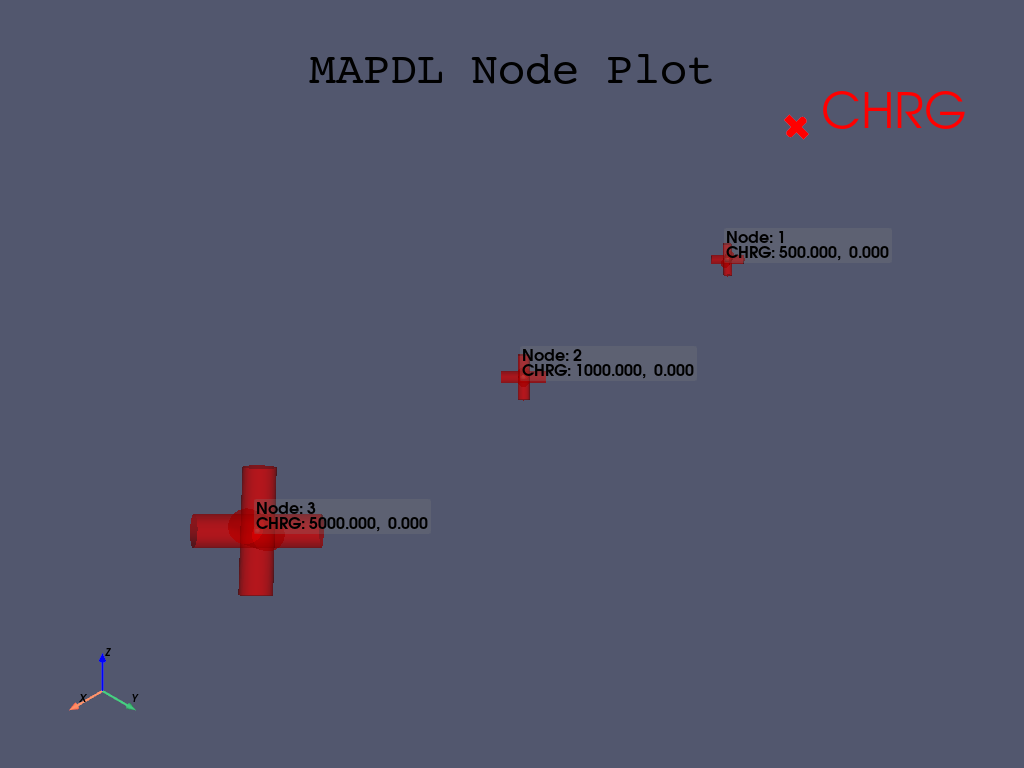 MAPDL Node Plot
CHRG
Node: 1
CHRG: 500.000, 0.000
Node: 2
CHRG: 1000.000, 0.000
Node: 3
CHRG: 5000.000, 0.000
Z
X
Y